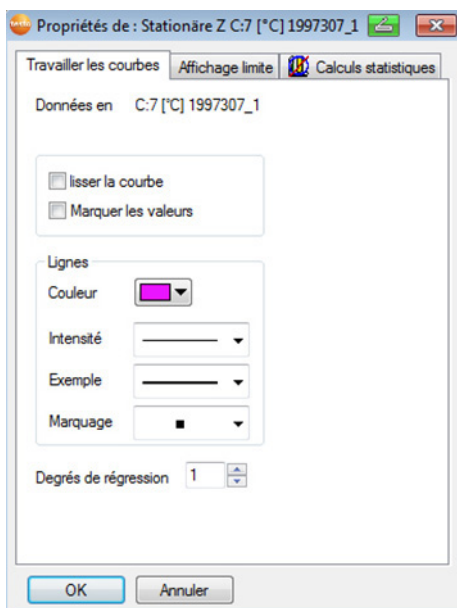 testo Propriétés de : Stationäre Z C:7 [°C] 1997307_1
Travailler les courbes Affichage limite Calculs statistiques
Données en C:7 [°C] 1997307_1
lisser la courbe
Marquer les valeurs
Lignes
Couleur
Intensité
Exemple
Marquage
Degrés de régression 1
OK Annuler